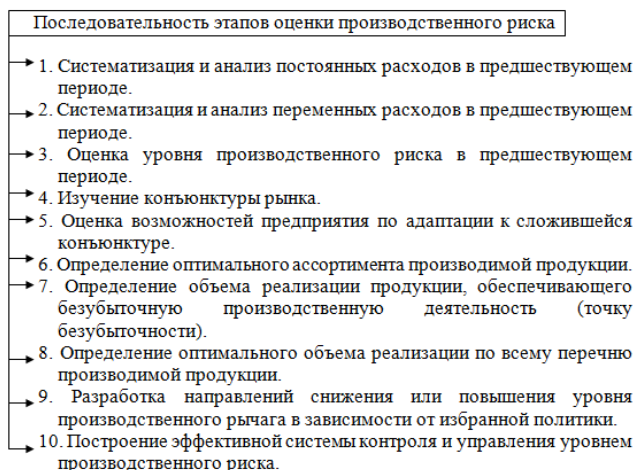 Последовательность этапов оценки производственного риска
1. Систематизация и анализ постоянных расходов в предшествующем
периоде.
2. Систематизация и анализ переменных расходов в предшествующем
периоде.
3. Оценка уровня производственного риска в предшествующем
периоде.
4. Изучение конъюнктуры рынка.
5. Оценка возможностей предприятия по адаптации к сложившейся
конъюнктуре.
6. Определение оптимального ассортимента производимой продукции.
7. Определение объема реализации продукции, обеспечивающего
безубыточную производственную деятельность (точку
безубыточности).
8. Определение оптимального объема реализации по всему перечню
производимой продукции.
9. Разработка направлений снижения или повышения уровня
производственного рычага в зависимости от избранной политики.
10. Построение эффективной системы контроля и управления уровнем
производственного риска.